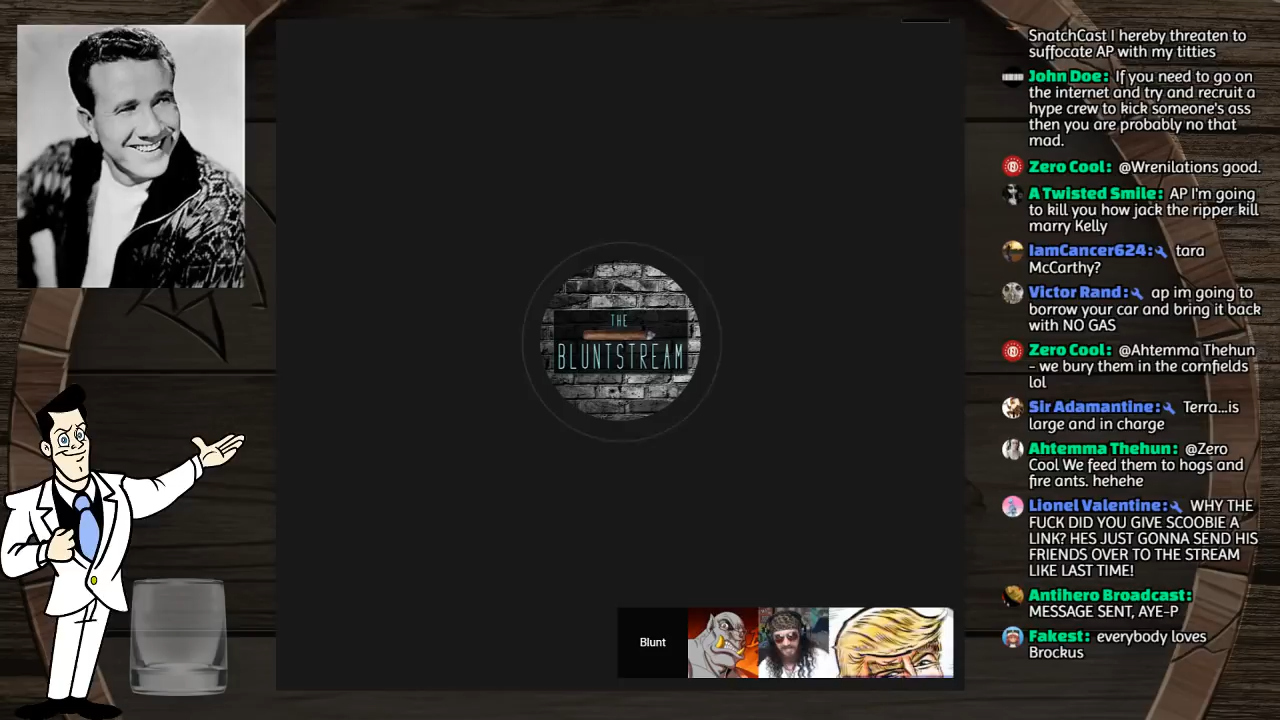 THE
BLUNTSTREAM
Blunt
SnatchCast I hereby threaten to
suffocate AP with my titties
John Doe: If you need to go on
the internet and try and recruit a
hype crew to kick someone's ass
then you are probably no that
mad.
Zero Cool: @Wrenilations good.
A Twisted Smile: AP I'm going
to kill you how jack the ripper kill
marry Kelly
IamCancer624: tara
McCarthy?
Victor Rand: ap im going to
borrow your car and bring it back
with NO GAS
Zero Cool: @Ahtemma Thehun
- we bury them in the cornfields
lol
Sir Adamantine: Terra...is
large and in charge
Ahtemma Thehun: @Zero
Cool We feed them to hogs and
fire ants. hehehe
Lionel Valentine: WHY THE
FUCK DID YOU GIVE SCOOBIE A
LINK? HES JUST GONNA SEND HIS
FRIENDS OVER TO THE STREAM
LIKE LAST TIME!
Antihero Broadcast:
MESSAGE SENT, AYE-P
Fakest: everybody loves
Brockus